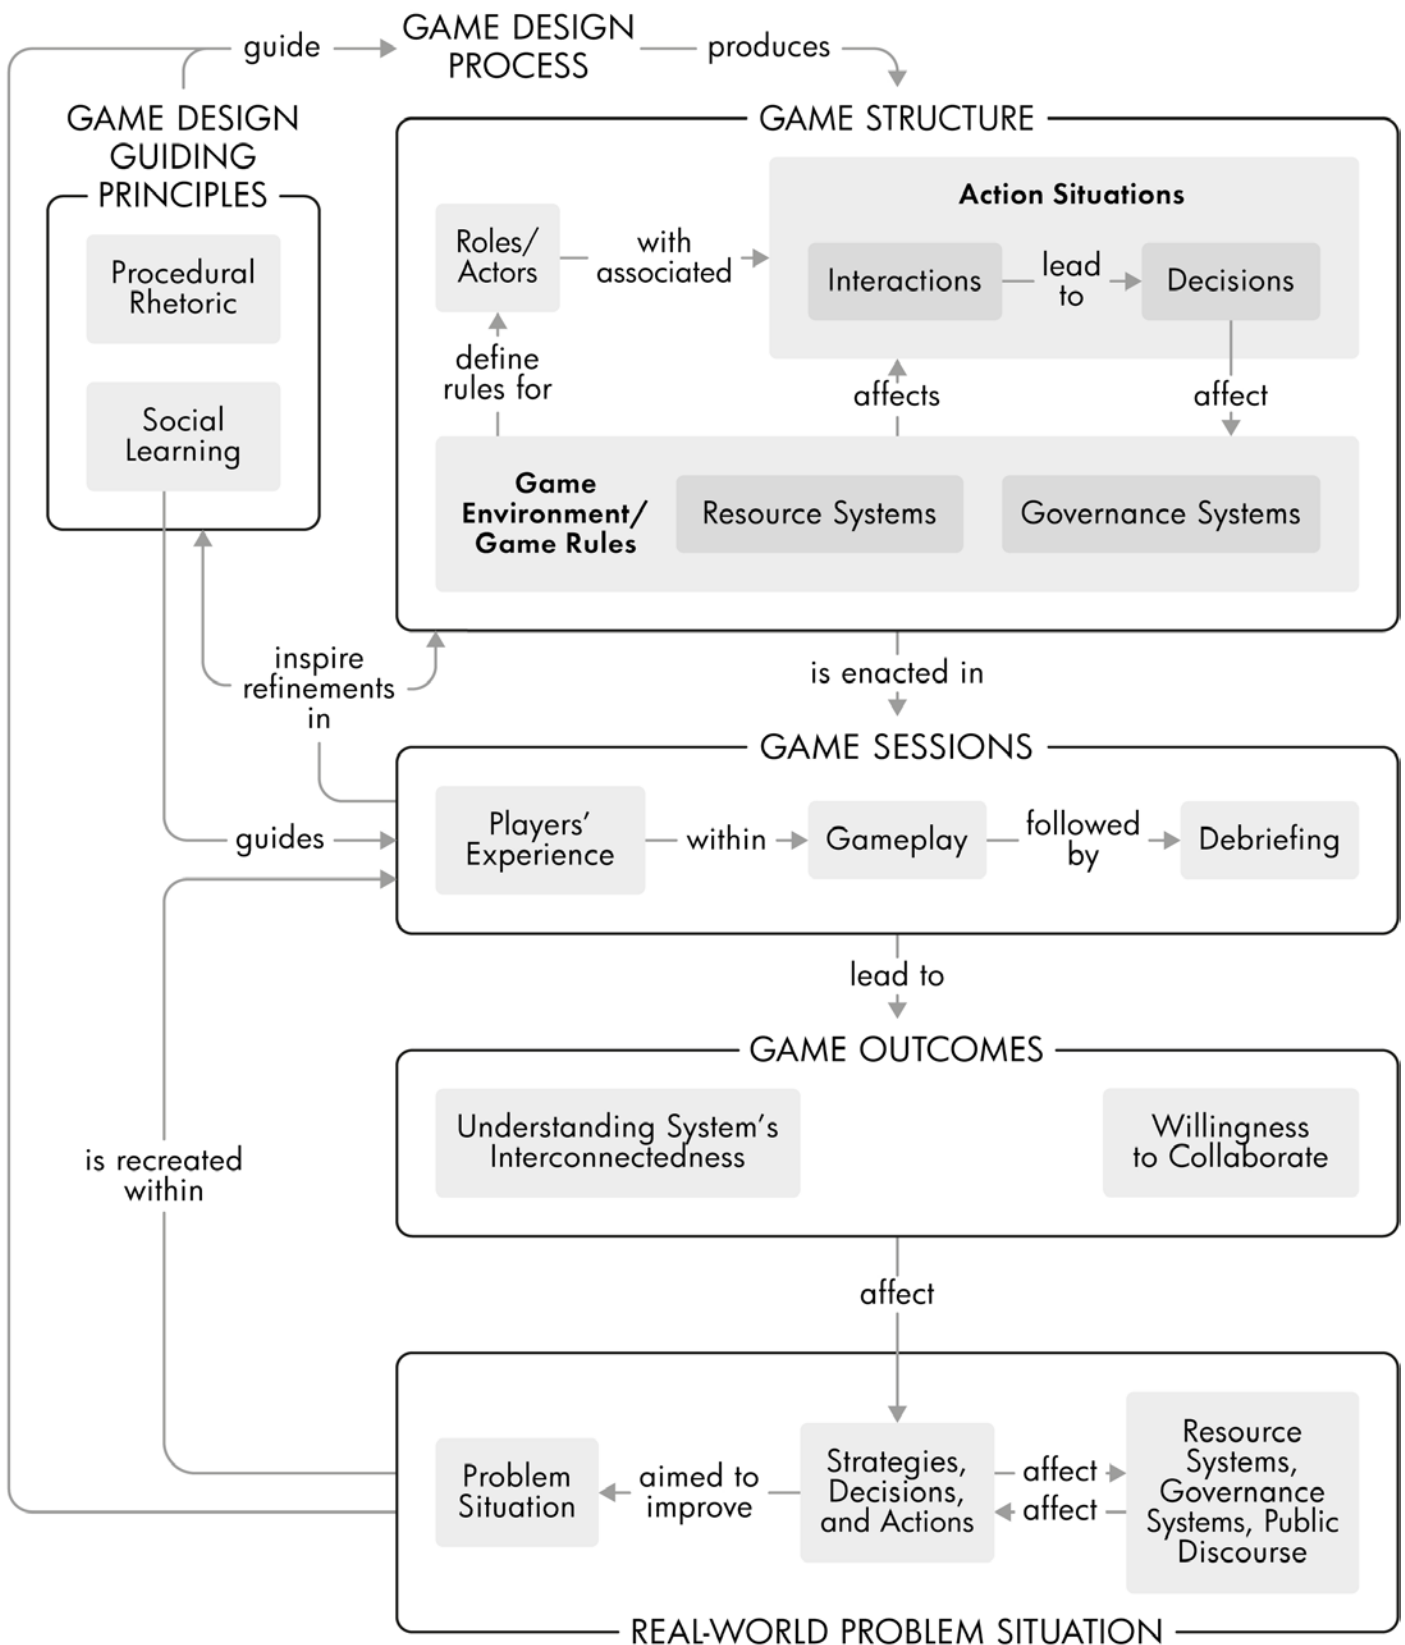 guide
GAME DESIGN
PROCESS
produces
GAME DESIGN
GUIDING
PRINCIPLES
Procedural
Rhetoric
Social
Learning
GAME STRUCTURE
Roles/
Actors
with
associated
Action Situations
Interactions
lead
to
Decisions
define
rules for
affects
affect
Game
Environment/
Game Rules
Resource Systems
Governance Systems
inspire
refinements
in
is enacted in
GAME SESSIONS
guides
Players'
Experience
within
Gameplay
followed
by
Debriefing
lead to
GAME OUTCOMES
Understanding System's
Interconnectedness
Willingness
to Collaborate
is recreated
within
affect
Problem
Situation
aimed to
improve
Strategies,
Decisions,
and Actions
affect
affect
Resource
Systems,
Governance
Systems, Public
Discourse
REAL-WORLD PROBLEM SITUATION